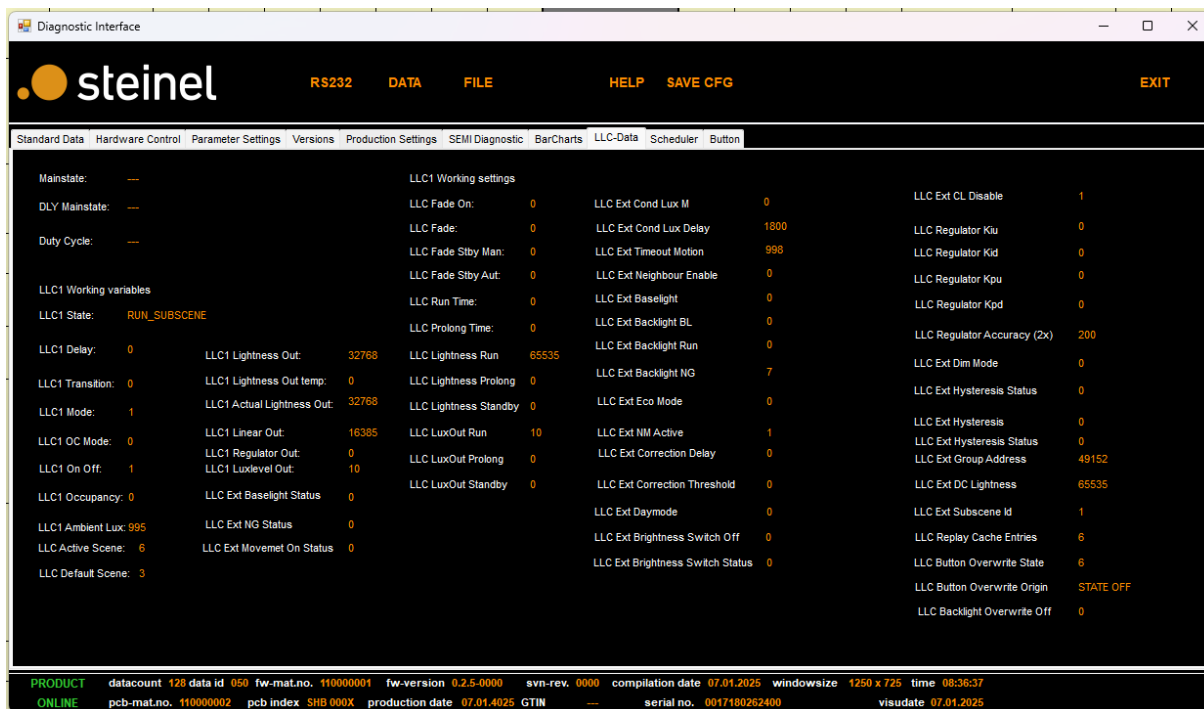 Diagnostic Interface
steinel RS232 DATA FILE HELP SAVE CFG EXIT
Standard Data Hardware Control Parameter Settings Versions Production Settings SEMI Diagnostic BarCharts LLC-Data Scheduler Button
Mainstate: ---
DLY Mainstate: ---
Duty Cycle: ---
LLC1 Working variables
LLC1 State: RUN_SUBSCENE
LLC1 Delay: 0
LLC1 Transition: 0
LLC1 Mode: 1
LLC1 OC Mode: 0
LLC1 On Off: 1
LLC1 Occupancy: 0
LLC1 Ambient Lux: 995
LLC Active Scene: 6
LLC Default Scene: 3
LLC1 Lightness Out: 32768
LLC1 Lightness Out temp: 0
LLC1 Actual Lightness Out: 32768
LLC1 Linear Out: 16385
LLC1 Regulator Out: 0
LLC1 Luxlevel Out: 10
LLC Ext Baselight Status 0
LLC Ext NG Status 0
LLC Ext Movemet On Status 0
LLC1 Working settings
LLC Fade On: 0
LLC Fade: 0
LLC Fade Stby Man: 0
LLC Fade Stby Aut: 0
LLC Run Time: 0
LLC Prolong Time: 0
LLC Lightness Run 65535
LLC Lightness Prolong 0
LLC Lightness Standby 0
LLC LuxOut Run 10
LLC LuxOut Prolong 0
LLC LuxOut Standby 0
LLC Ext Cond Lux M 0
LLC Ext Cond Lux Delay 1800
LLC Ext Timeout Motion 998
LLC Ext Neighbour Enable 0
LLC Ext Baselight 0
LLC Ext Backlight BL 0
LLC Ext Backlight Run 0
LLC Ext Backlight NG 7
LLC Ext Eco Mode 0
LLC Ext NM Active 1
LLC Ext Correction Delay 0
LLC Ext Correction Threshold 0
LLC Ext Daymode 0
LLC Ext Brightness Switch Off 0
LLC Ext Brightness Switch Status 0
LLC Ext CL Disable 1
LLC Regulator Kiu 0
LLC Regulator Kid 0
LLC Regulator Kpu 0
LLC Regulator Kpd 0
LLC Regulator Accuracy (2x) 200
LLC Ext Dim Mode 0
LLC Ext Hysteresis Status 0
LLC Ext Hysteresis 0
LLC Ext Hysteresis Status 0
LLC Ext Group Address 49152
LLC Ext DC Lightness 65535
LLC Ext Subscene Id 1
LLC Replay Cache Entries 6
LLC Button Overwrite State 6
LLC Button Overwrite Origin STATE OFF
LLC Backlight Overwrite Off 0
PRODUCT datacount 128 data id 050 fw-mat.no. 110000001 fw-version 0.2.5-0000 svn-rev. 0000 compilation date 07.01.2025 windowsize 1250 x 725 time 08:36:37
ONLINE pcb-mat.no. 110000002 pcb index SHB 000X production date 07.01.4025 GTIN --- serial no. 0017180262400 visudate 07.01.2025